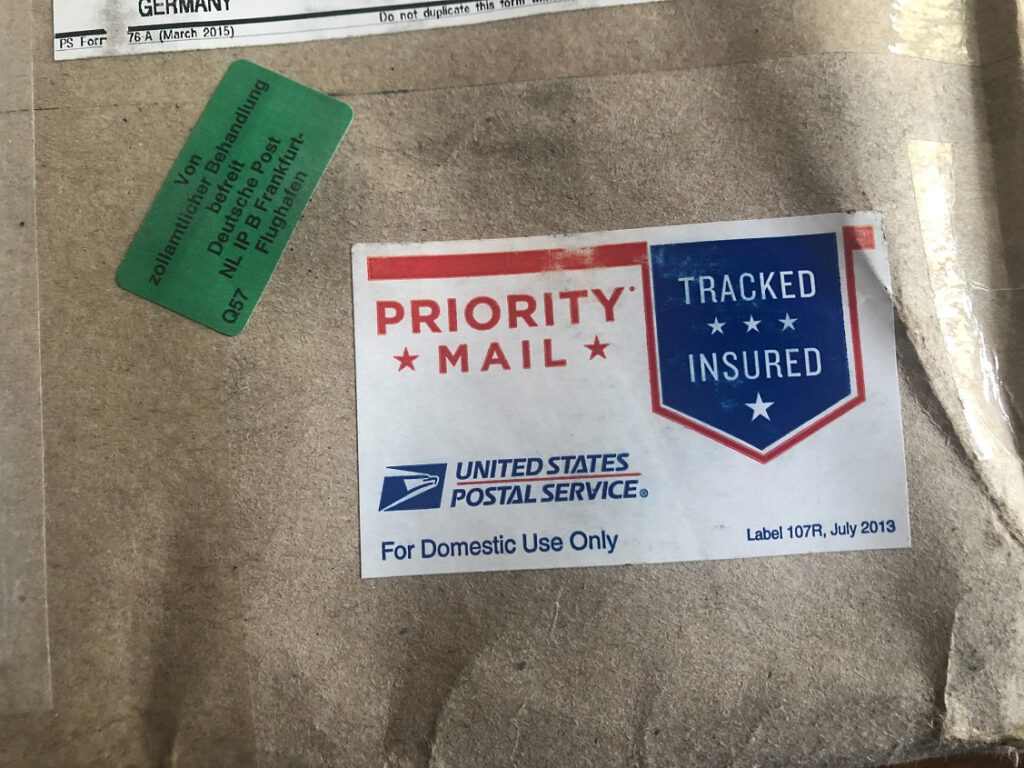 GERMANY
Do not duplicate this form
PS Form
76-A (March 2015)
Von
zollamtlicher Behandlung
befreit
Deutsche Post
NL IP B Frankfurt-
Flughafen
Q57
PRIORITY
MAIL
TRACKED
INSURED
UNITED STATES
POSTAL SERVICE®
For Domestic Use Only
Label 107R, July 2013